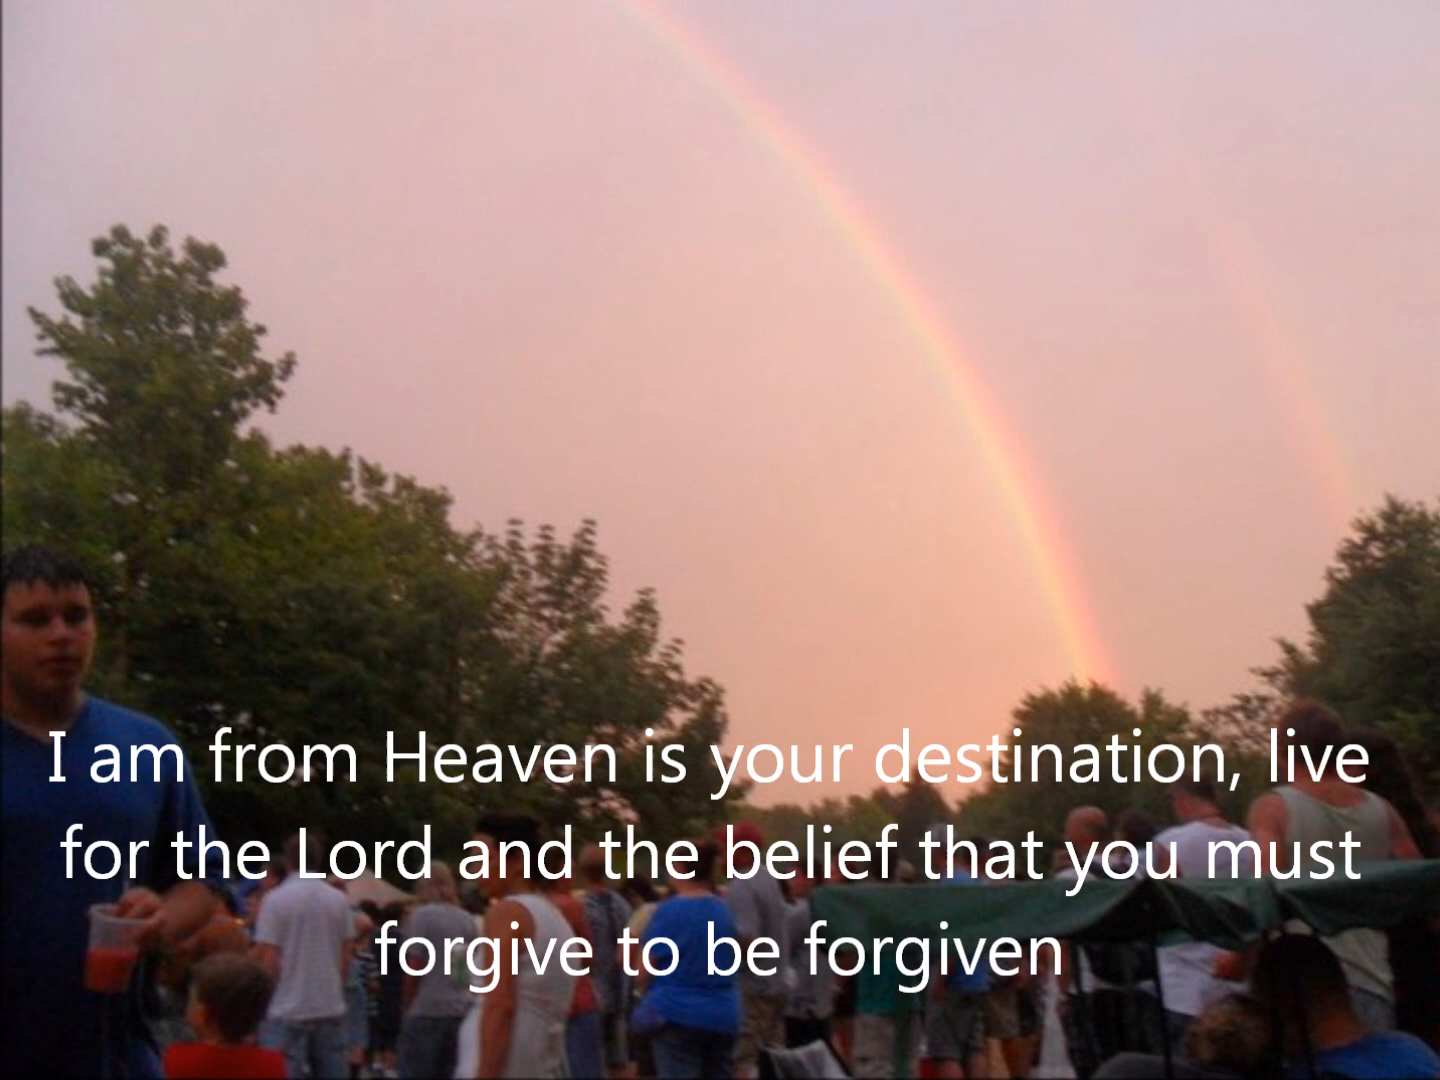 I am from Heaven is your destination, live
for the Lord and the belief that you must
forgive to be forgiven